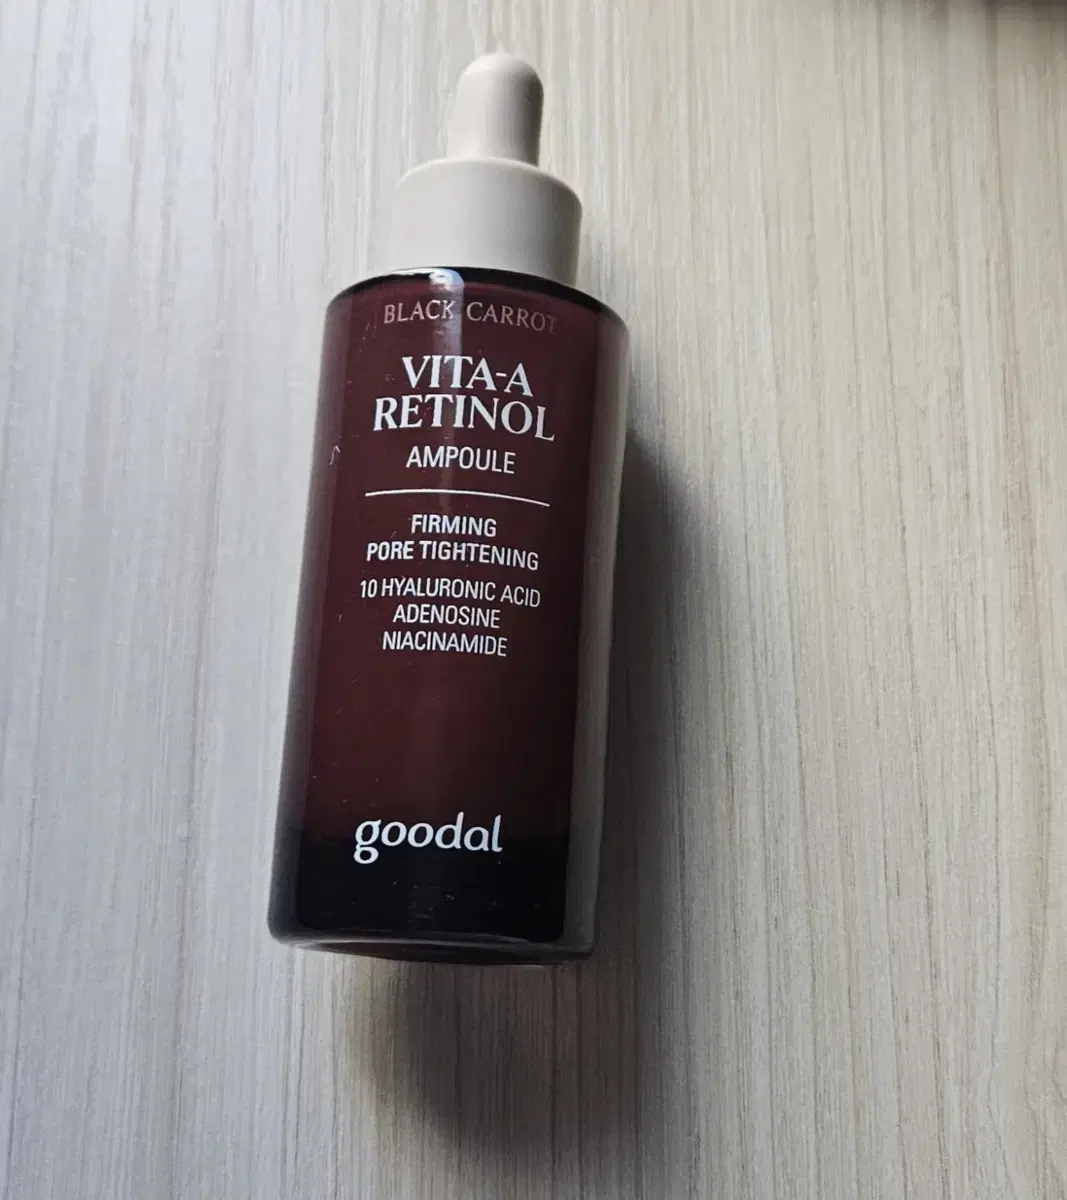 BLACK CARROT
VITA-A
RETINOL
AMPOULE
FIRMING
PORE TIGHTENING
10 HYALURONIC ACID
ADENOSINE
NIACINAMIDE
goodal